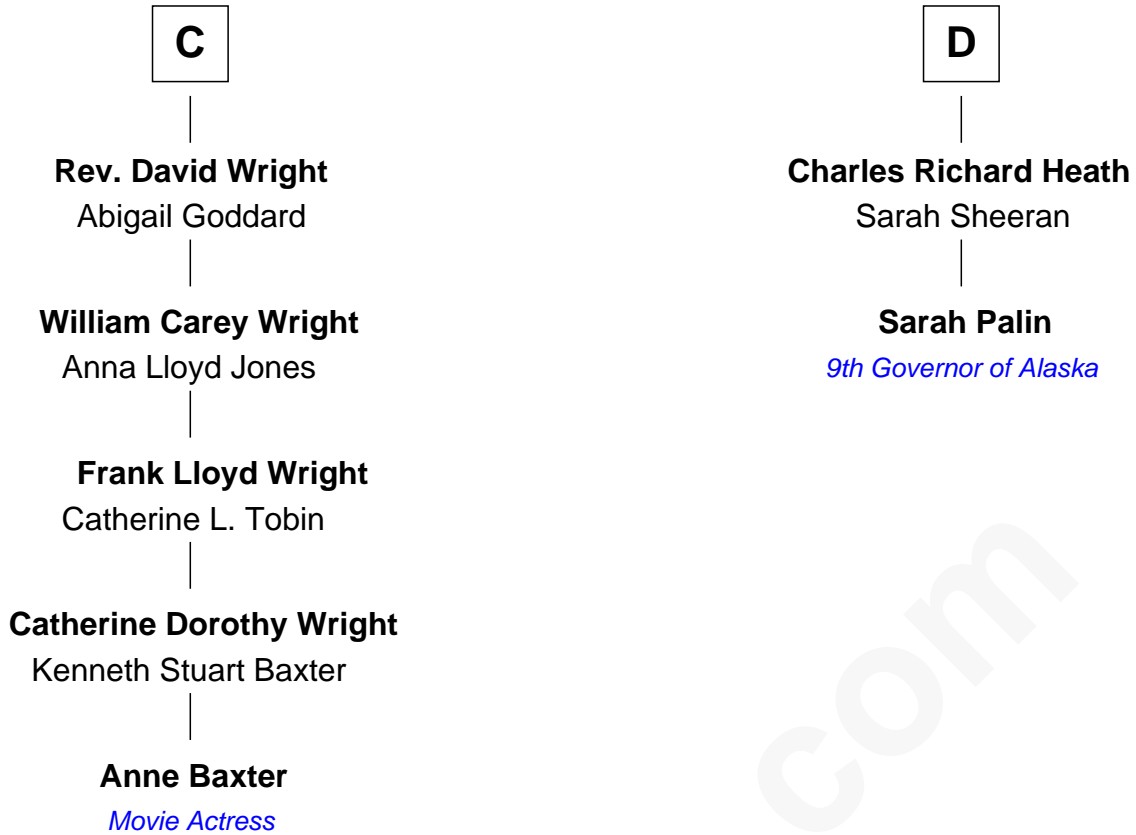 C
Rev. David Wright
Abigail Goddard
William Carey Wright
Anna Lloyd Jones
Frank Lloyd Wright
Catherine L. Tobin
Catherine Dorothy Wright
Kenneth Stuart Baxter
Anne Baxter
Movie Actress
D
Charles Richard Heath
Sarah Sheeran
Sarah Palin
9th Governor of Alaska
com